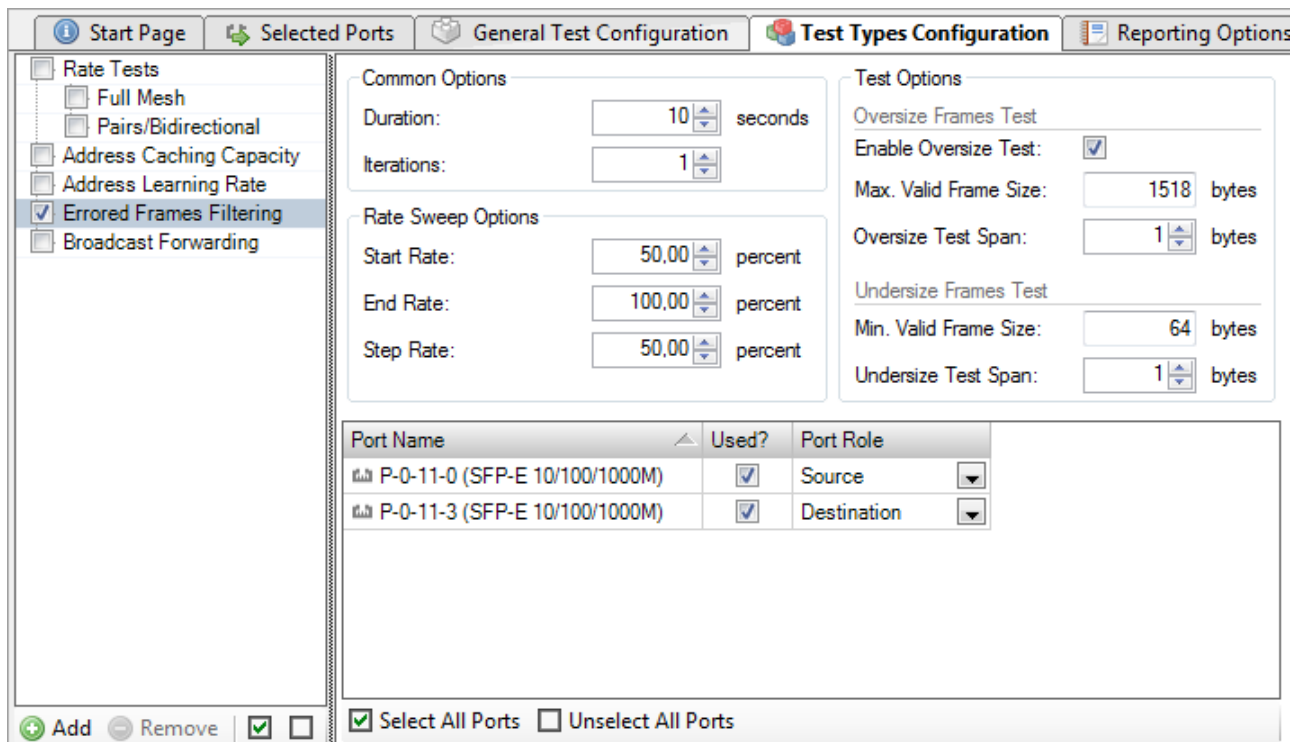 Start Page
Selected Ports
General Test Configuration
Test Types Configuration
Reporting Options
Rate Tests
Full Mesh
Pairs/Bidirectional
Address Caching Capacity
Address Learning Rate
Errored Frames Filtering
Broadcast Forwarding
Add
Remove
Common Options
Duration: 10 seconds
Iterations: 1
Rate Sweep Options
Start Rate: 50,00 percent
End Rate: 100,00 percent
Step Rate: 50,00 percent
Test Options
Oversize Frames Test
Enable Oversize Test:
Max. Valid Frame Size: 1518 bytes
Oversize Test Span: 1 bytes
Undersize Frames Test
Min. Valid Frame Size: 64 bytes
Undersize Test Span: 1 bytes
Port Name Used? Port Role
P-0-11-0 (SFP-E 10/100/1000M) Source
P-0-11-3 (SFP-E 10/100/1000M) Destination
Select All Ports Unselect All Ports